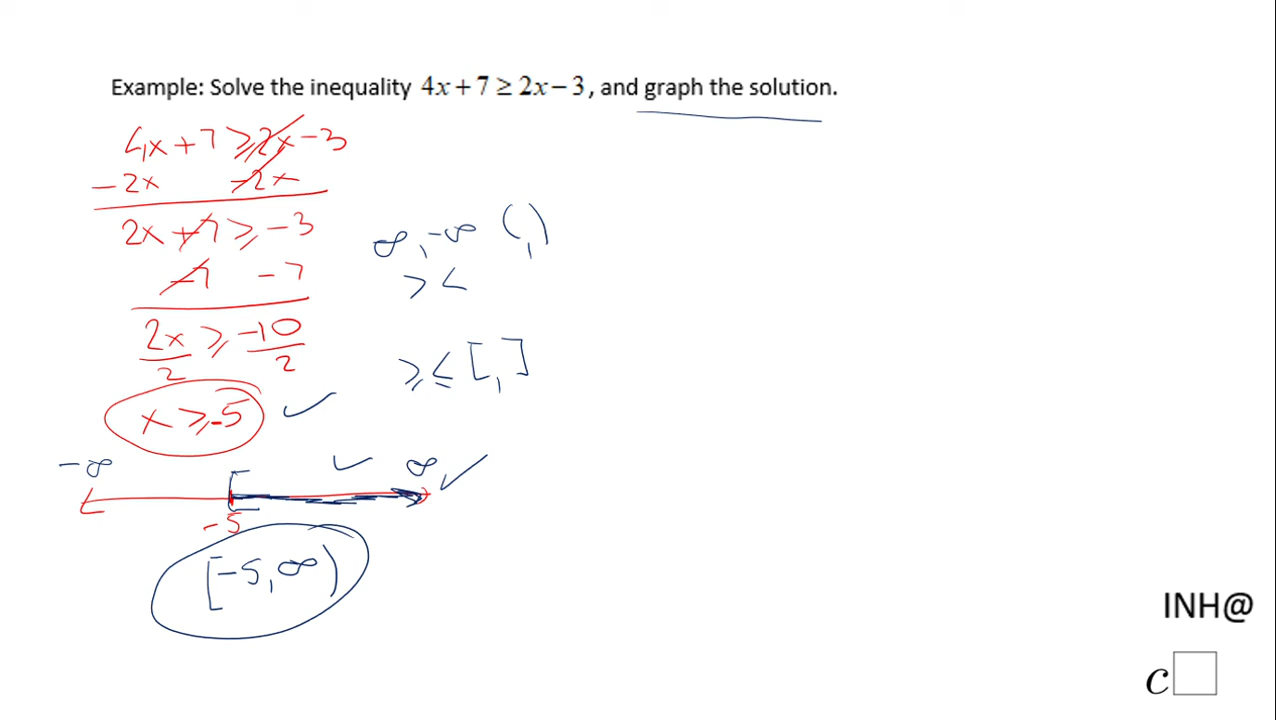 Example: Solve the inequality 4x + 7 ≥ 2x − 3, and graph the solution.
4x + 7 ≥ 2x − 3
− 2x − 2x
2x + 7 ≥ −3
− 7 − 7
2x/2 ≥ −10/2
x ≥ −5
∞, −∞ ( , )
> <
≥ ≤ [ , ]
−∞ ∞
[
−5
[−5, ∞)
INH@
c □